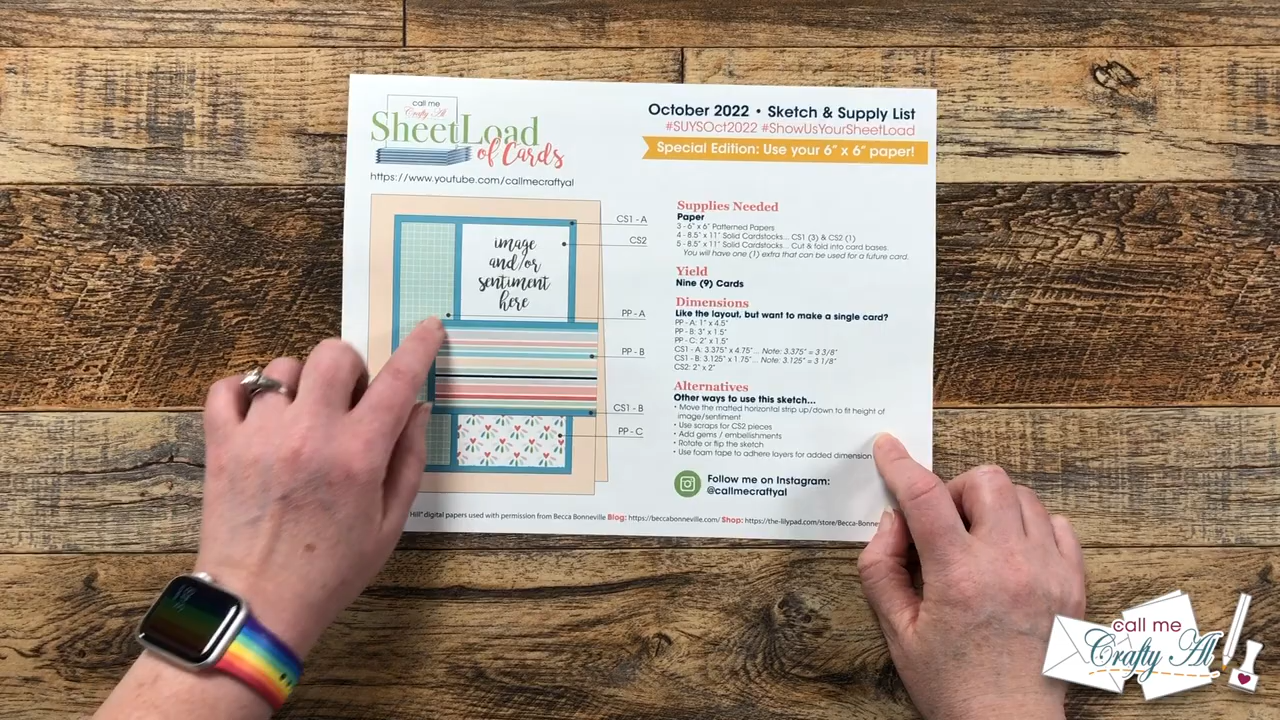 call me
Crafty Al
SheetLoad
of Cards
https://www.youtube.com/callmecraftyal
October 2022 • Sketch & Supply List
#SUYSOct2022 #ShowUsYourSheetLoad
Special Edition: Use your 6" x 6" paper!
image
and/or
sentiment
here
CS1 - A
CS2
PP - A
PP - B
CS1 - B
PP - C
Supplies Needed
Paper
3 - 6" x 6" Patterned Papers
4 - 8.5" x 11" Solid Cardstocks... CS1 (3) & CS2 (1)
5 - 8.5" x 11" Solid Cardstocks... Cut & fold into card bases.
You will have one (1) extra that can be used for a future card.
Yield
Nine (9) Cards
Dimensions
Like the layout, but want to make a single card?
PP - A: 1" x 4.5"
PP - B: 3" x 1.5"
PP - C: 2" x 1.5"
CS1 - A: 3.375" x 4.75"... Note: 3.375" = 3 3/8"
CS1 - B: 3.125" x 1.75"... Note: 3.125" = 3 1/8"
CS2: 2" x 2"
Alternatives
Other ways to use this sketch...
• Move the matted horizontal strip up/down to fit height of
image/sentiment
• Use scraps for CS2 pieces
• Add gems / embellishments
• Rotate or flip the sketch
• Use foam tape to adhere layers for added dimension
Follow me on Instagram:
@callmecraftyal
Hill" digital papers used with permission from Becca Bonneville Blog: https://beccabonneville.com/ Shop: https://the-lilypad.com/store/Becca-Bonne
call me
Crafty Al